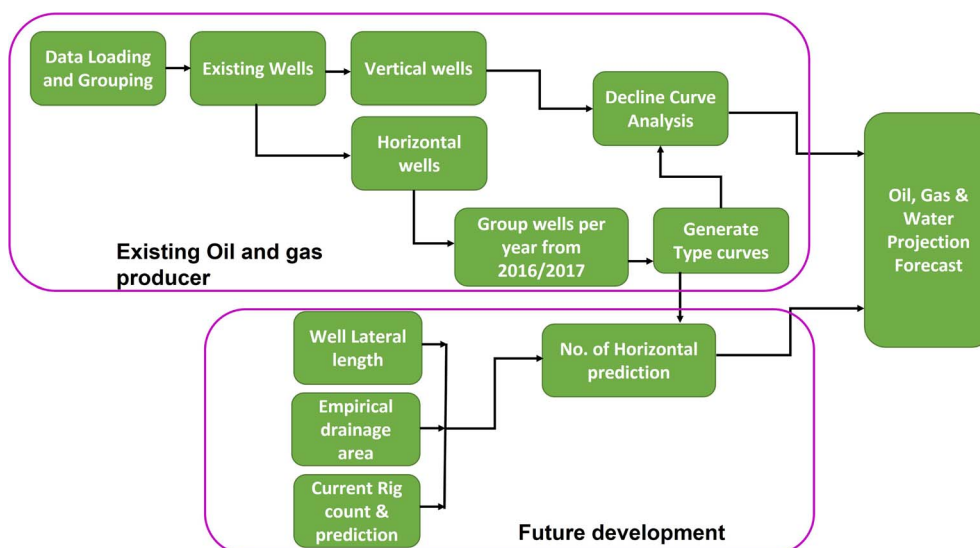 Data Loading
and Grouping
Existing Wells
Vertical wells
Decline Curve
Analysis
Horizontal
wells
Oil, Gas &
Water
Projection
Forecast
Group wells per
year from
2016/2017
Generate
Type curves
Existing Oil and gas
producer
Well Lateral
length
No. of Horizontal
prediction
Empirical
drainage
area
Current Rig
count &
prediction
Future development